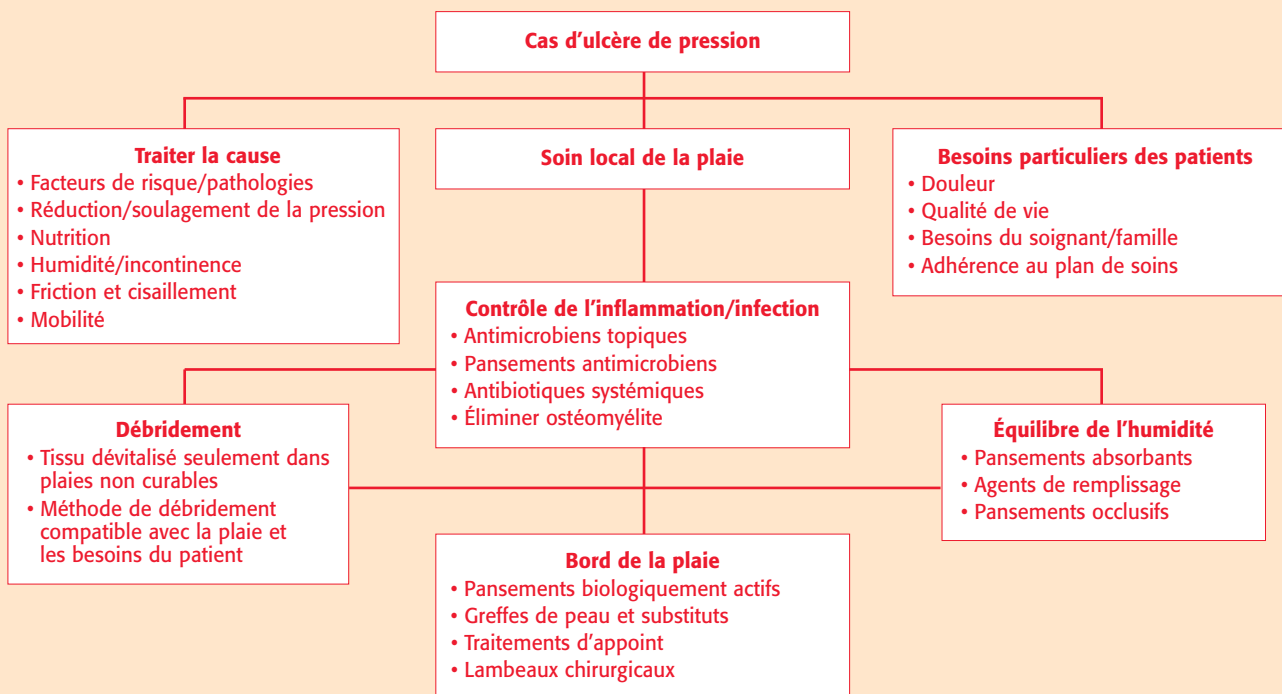 Cas d'ulcère de pression
Traiter la cause
• Facteurs de risque/pathologies
• Réduction/soulagement de la pression
• Nutrition
• Humidité/incontinence
• Friction et cisaillement
• Mobilité
Soin local de la plaie
Besoins particuliers des patients
• Douleur
• Qualité de vie
• Besoins du soignant/famille
• Adhérence au plan de soins
Contrôle de l'inflammation/infection
• Antimicrobiens topiques
• Pansements antimicrobiens
• Antibiotiques systémiques
• Éliminer ostéomyélite
Débridement
• Tissu dévitalisé seulement dans
plaies non curables
• Méthode de débridement
compatible avec la plaie et
les besoins du patient
Équilibre de l'humidité
• Pansements absorbants
• Agents de remplissage
• Pansements occlusifs
Bord de la plaie
• Pansements biologiquement actifs
• Greffes de peau et substituts
• Traitements d'appoint
• Lambeaux chirurgicaux